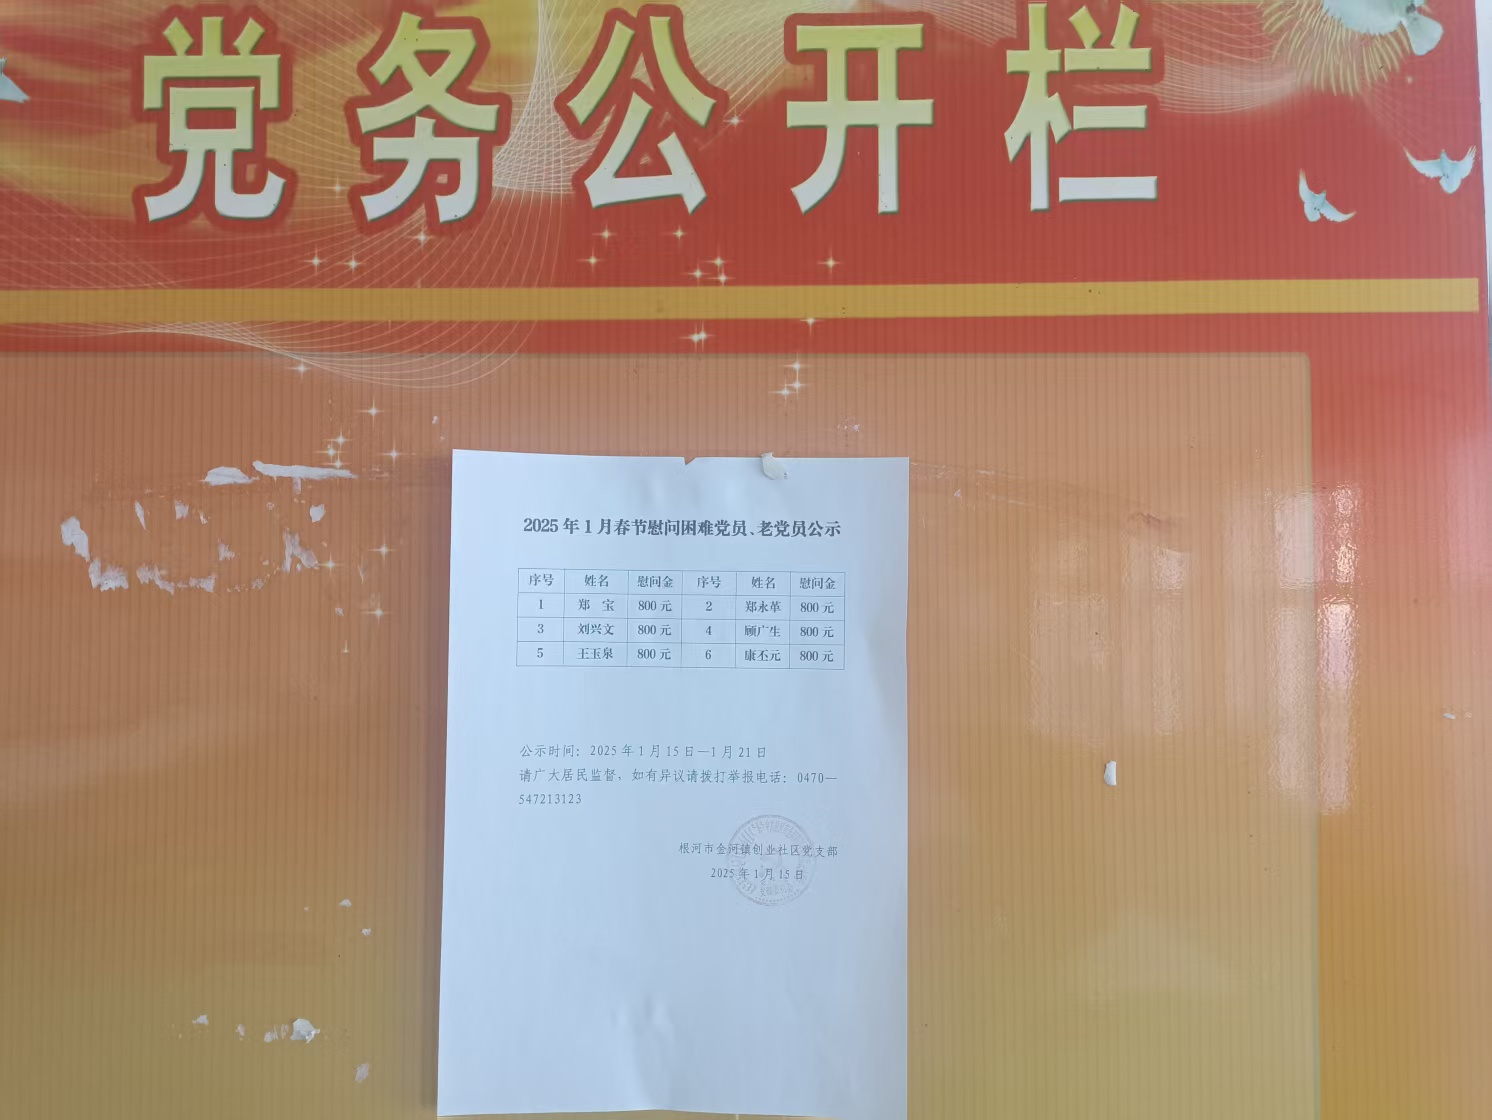 党务公开栏
2025年1月春节慰问困难党员、老党员公示
序号 姓名 慰问金 序号 姓名 慰问金
1 郑 宝 800元 2 郑永革 800元
3 刘兴文 800元 4 顾广生 800元
5 王玉泉 800元 6 康丕元 800元
公示时间：2025年1月15日—1月21日
请广大居民监督，如有异议请拨打举报电话：0470—
547213123
根河市金河镇创业社区党支部
2025年1月15日